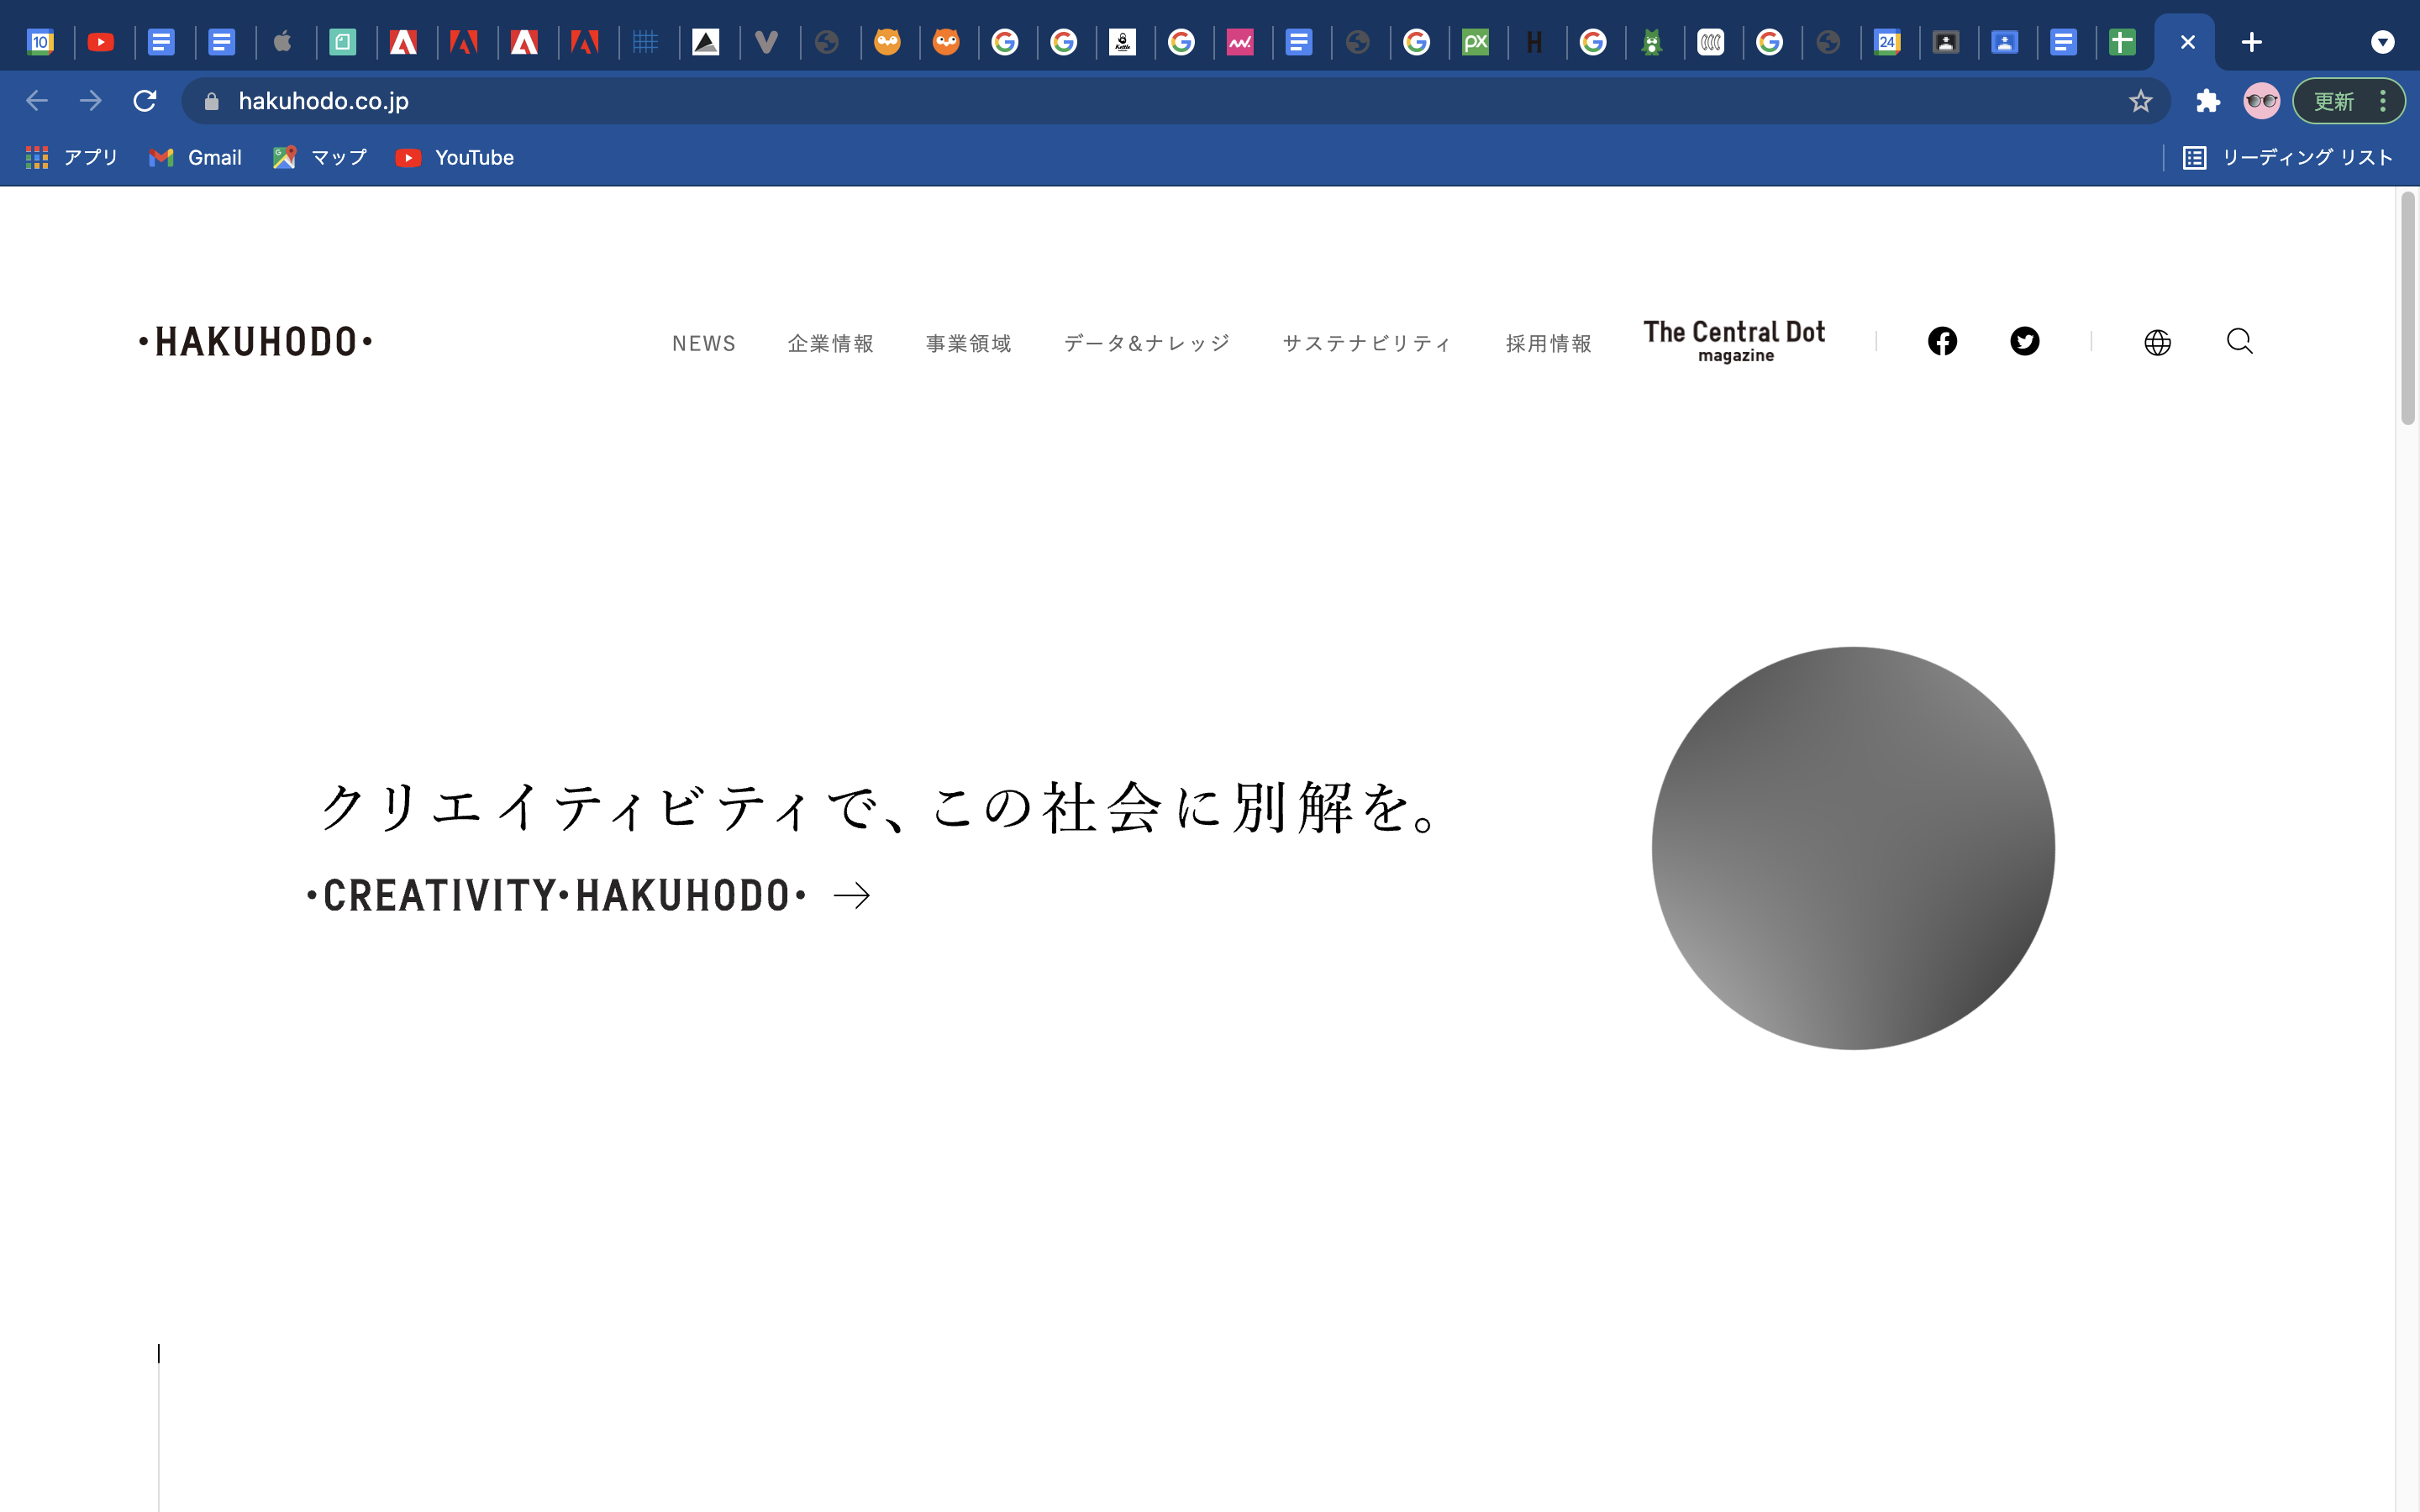 10
PX
H
24
hakuhodo.co.jp
更新
アプリ
Gmail
マップ
YouTube
リーディング リスト
•HAKUHODO•
NEWS
企業情報
事業領域
データ&ナレッジ
サステナビリティ
採用情報
The Central Dot
magazine
クリエイティビティで、この社会に別解を。
•CREATIVITY•HAKUHODO•